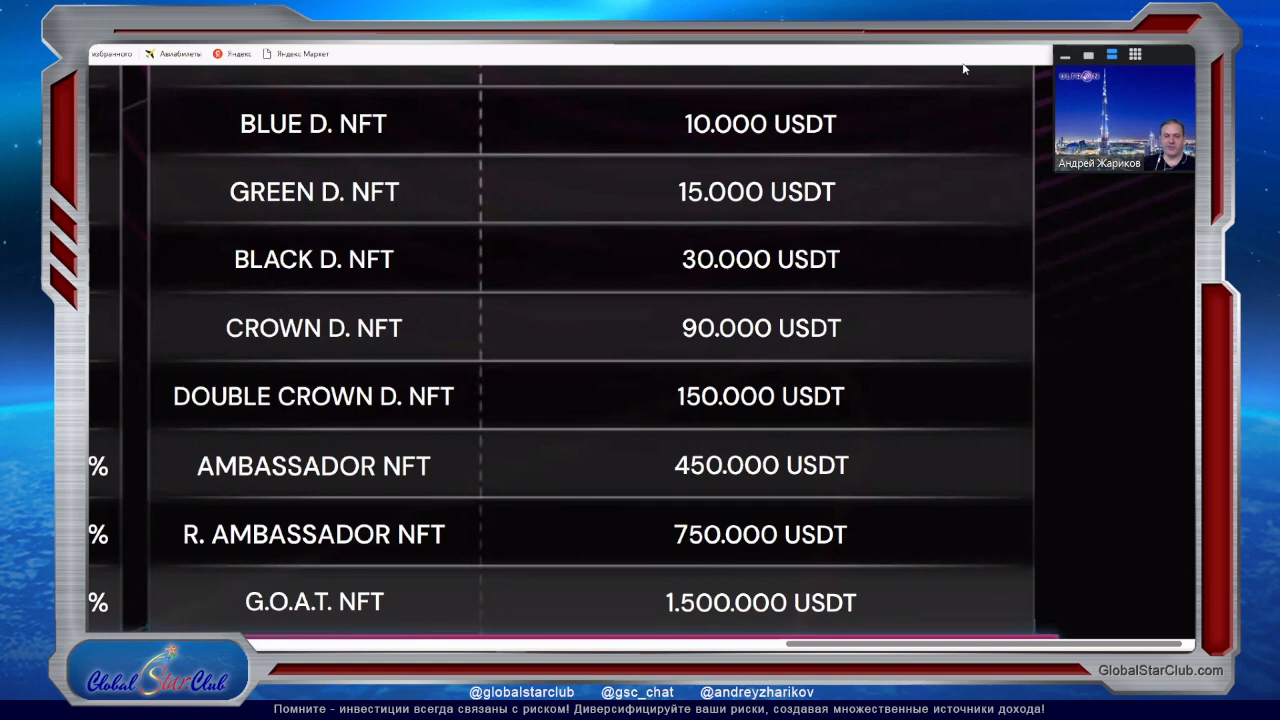 избранного Авиабилеты Яндекс Яндекс Маркет
ULTRON
Андрей Жариков
BLUE D. NFT 10.000 USDT
GREEN D. NFT 15.000 USDT
BLACK D. NFT 30.000 USDT
CROWN D. NFT 90.000 USDT
DOUBLE CROWN D. NFT 150.000 USDT
% AMBASSADOR NFT 450.000 USDT
% R. AMBASSADOR NFT 750.000 USDT
% G.O.A.T. NFT 1.500.000 USDT
Global Star Club
GlobalStarClub.com
@globalstarclub @gsc_chat @andreyzharikov
Помните - инвестиции всегда связаны с риском! Диверсифицируйте ваши риски, создавая множественные источники дохода!